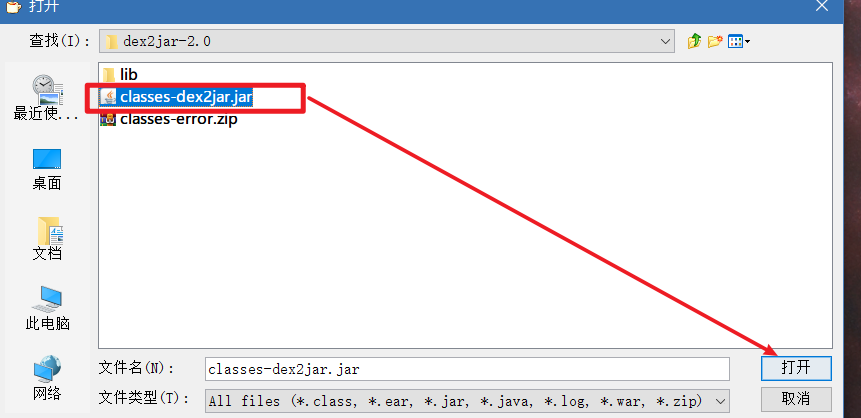 打开
查找(I): dex2jar-2.0
lib
classes-dex2jar.jar
classes-error.zip
最近使...
桌面
文档
此电脑
网络
文件名(N): classes-dex2jar.jar 打开
文件类型(T): All files (*.class, *.ear, *.jar, *.java, *.log, *.war, *.zip) 取消